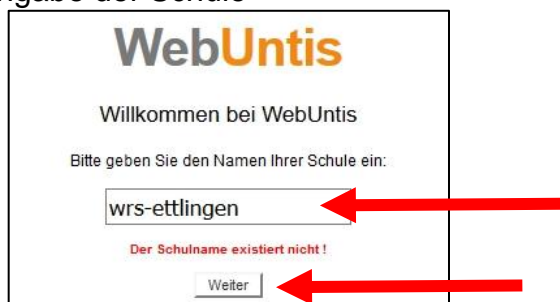 WebUntis
Willkommen bei WebUntis
Bitte geben Sie den Namen Ihrer Schule ein:
wrs-ettlingen
Der Schulname existiert nicht !
Weiter